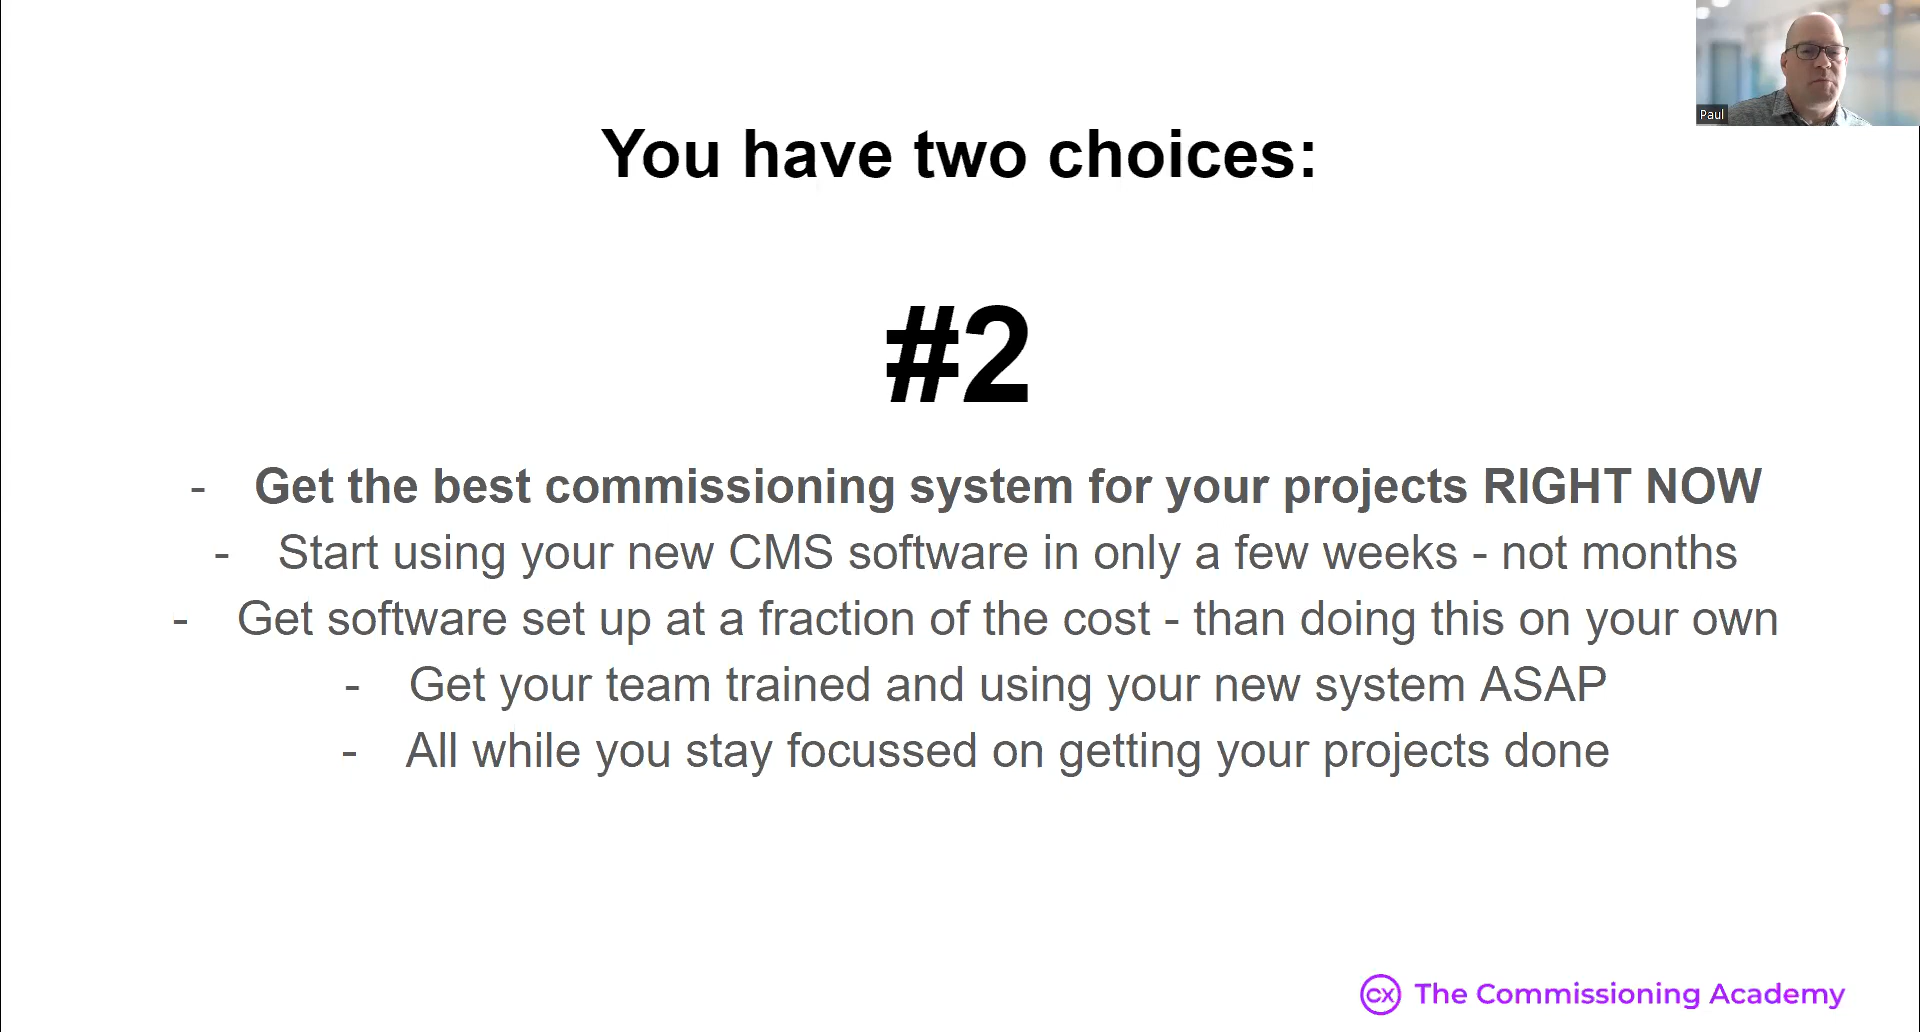 Paul
You have two choices:
#2
- Get the best commissioning system for your projects RIGHT NOW
- Start using your new CMS software in only a few weeks - not months
- Get software set up at a fraction of the cost - than doing this on your own
- Get your team trained and using your new system ASAP
- All while you stay focussed on getting your projects done
cx The Commissioning Academy